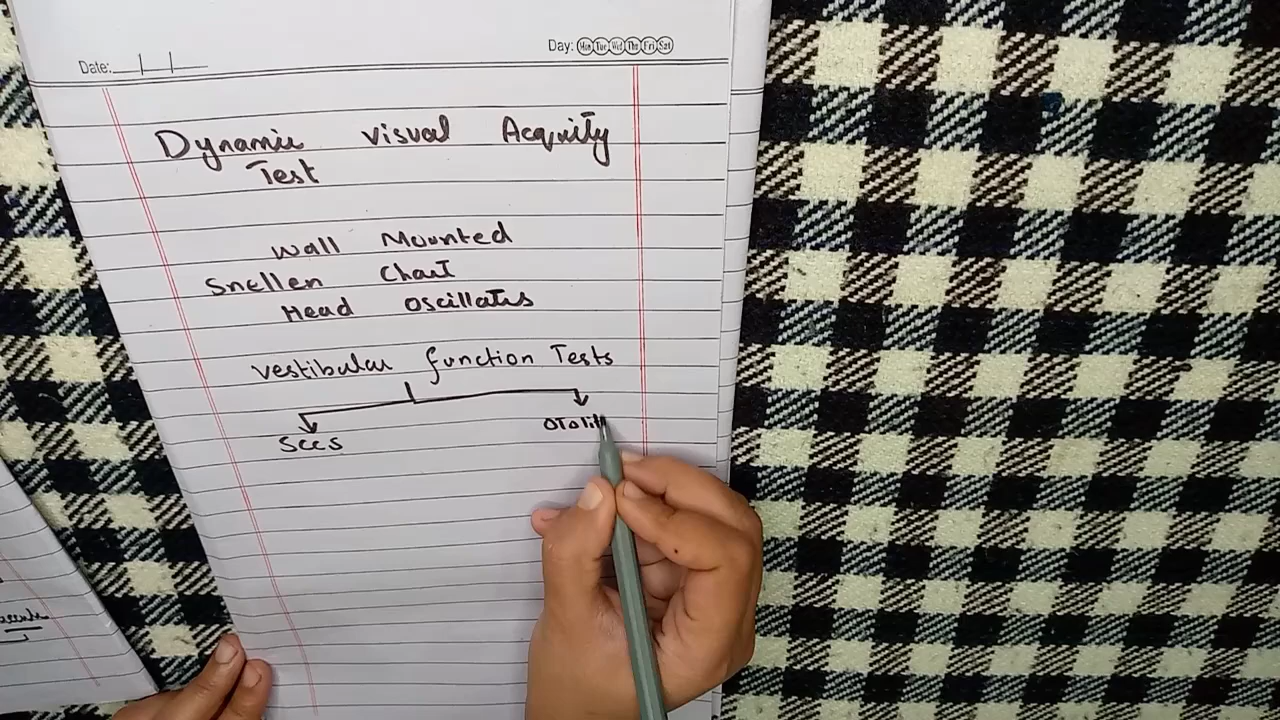 Day: Mon Tue Wed Thu Fri Sat
Date:
Dynamic visual Acquity
Test
Wall Mounted
Snellen Chart
Head Oscillates
Vestibular function Tests
SCCS
OTolith